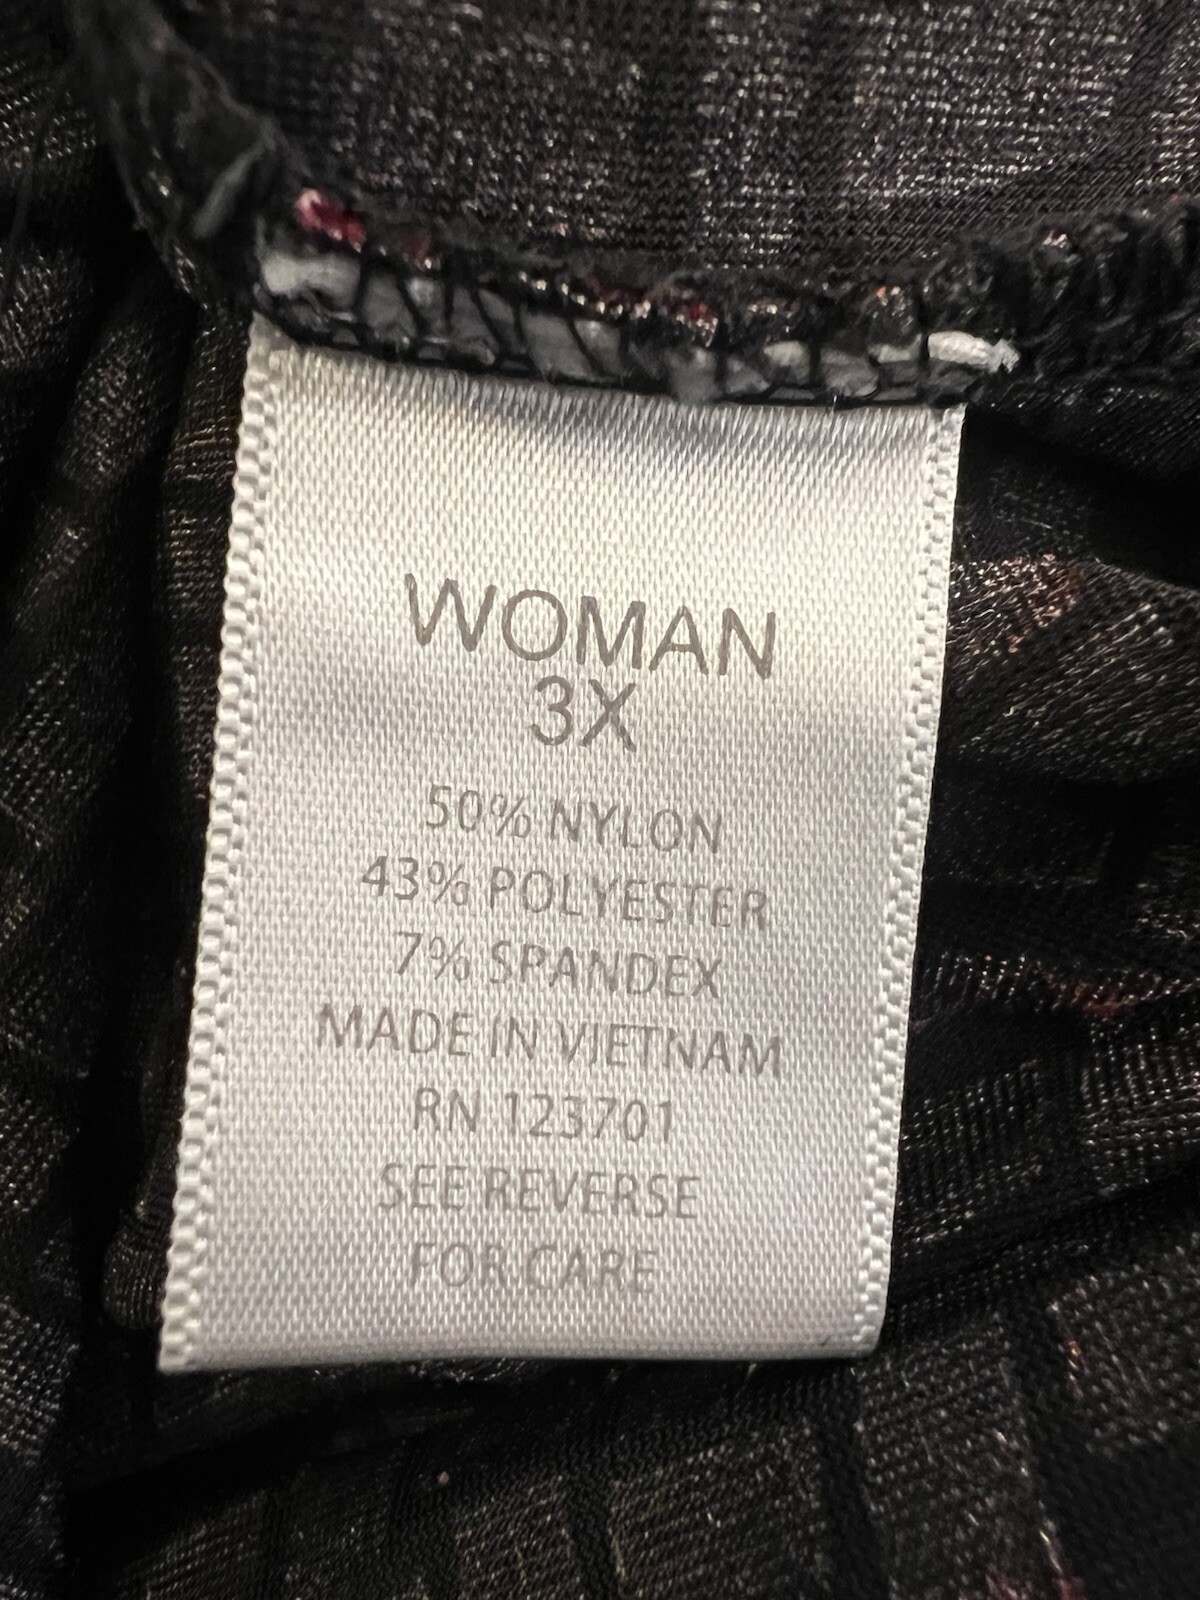 WOMAN
3X
50% NYLON
43% POLYESTER
7% SPANDEX
MADE IN VIETNAM
RN 123701
SEE REVERSE
FOR CARE